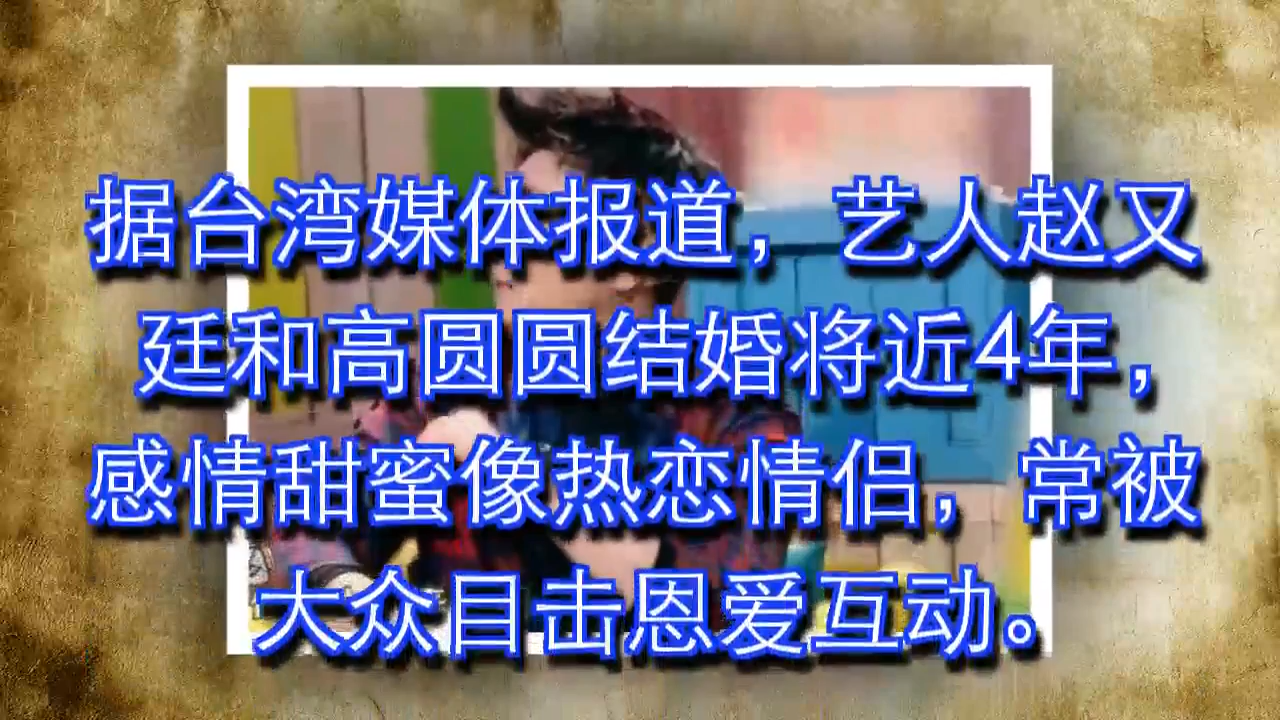 据台湾媒体报道，艺人赵又
廷和高圆圆结婚将近4年，
感情甜蜜像热恋情侣，常被
大众目击恩爱互动。